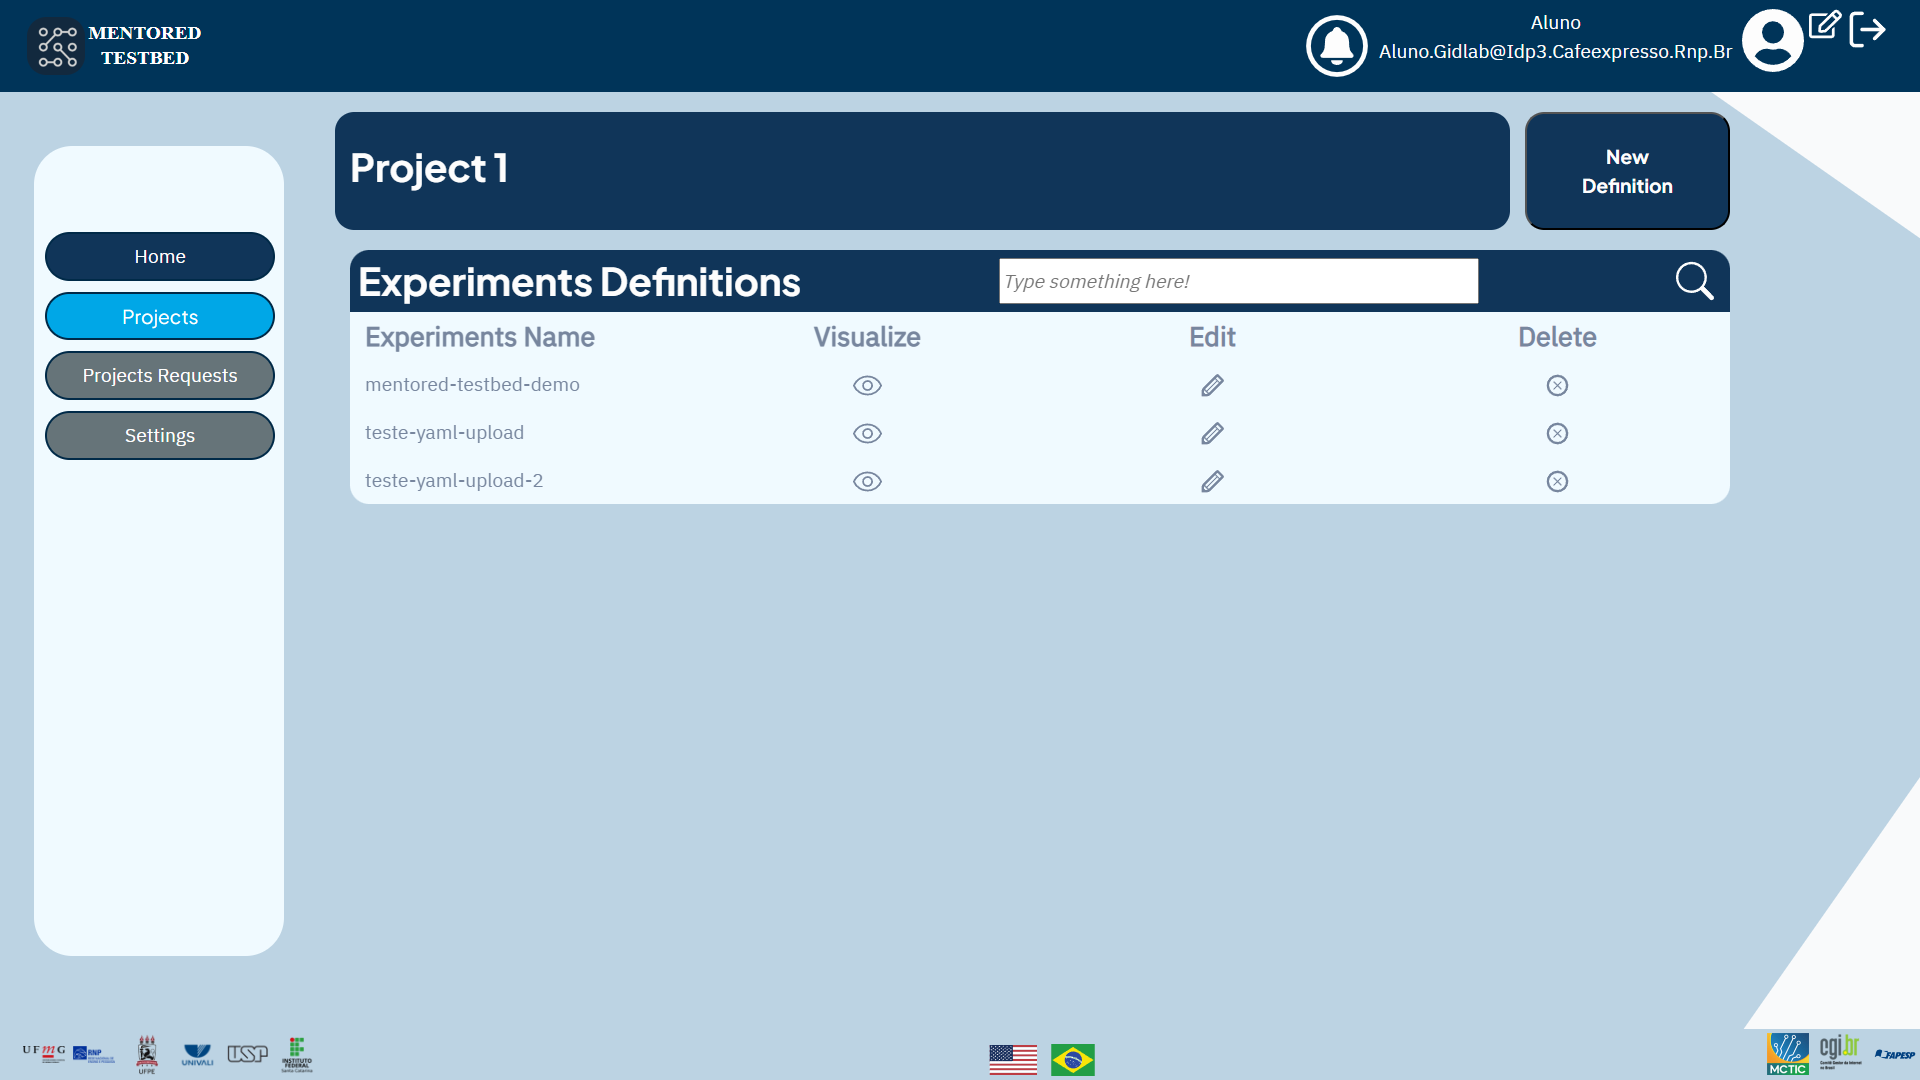 MENTORED
TESTBED
Aluno
Aluno.Gidlab@Idp3.Cafeexpresso.Rnp.Br
Home
Projects
Projects Requests
Settings
Project 1
New
Definition
Experiments Definitions
Type something here!
Experiments Name Visualize Edit Delete
mentored-testbed-demo
teste-yaml-upload
teste-yaml-upload-2
UFmG
RNP
UFPE
UNIVALI
USP
INSTITUTO
FEDERAL
Santa Catarina
MCTIC
cgi.br
FAPESP